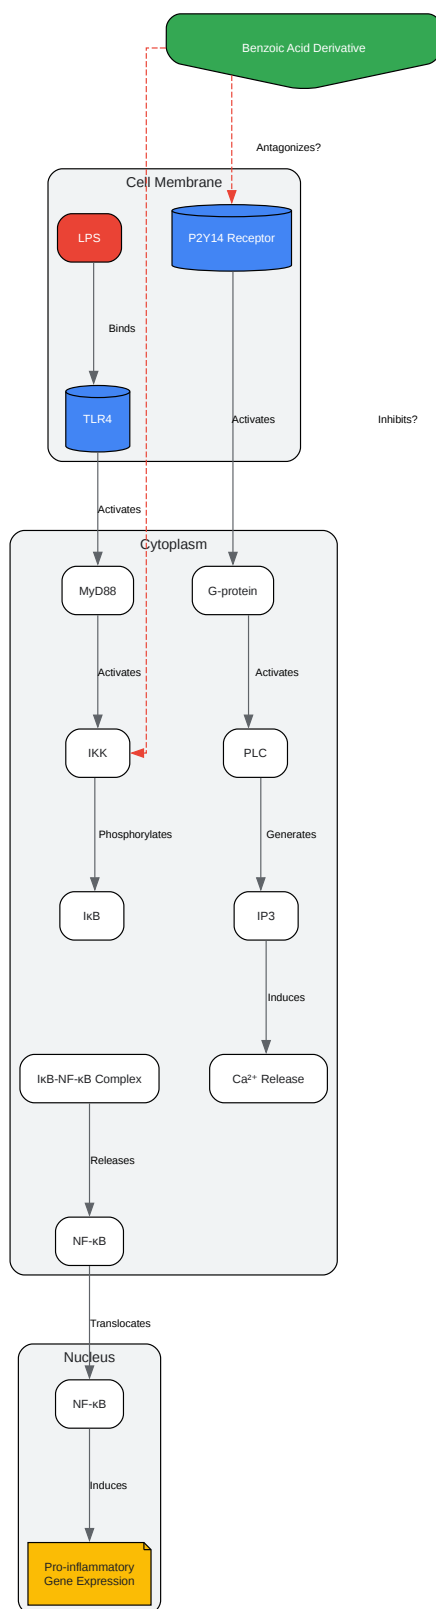 Benzoic Acid Derivative
Antagonizes?
Cell Membrane
LPS
P2Y14 Receptor
Binds
TLR4
Activates
Inhibits?
Activates
Cytoplasm
MyD88
G-protein
Activates
Activates
IKK
PLC
Phosphorylates
Generates
IκB
IP3
Induces
IκB-NF-κB Complex
Ca²⁺ Release
Releases
NF-κB
Translocates
Nucleus
NF-κB
Induces
Pro-inflammatory
Gene Expression